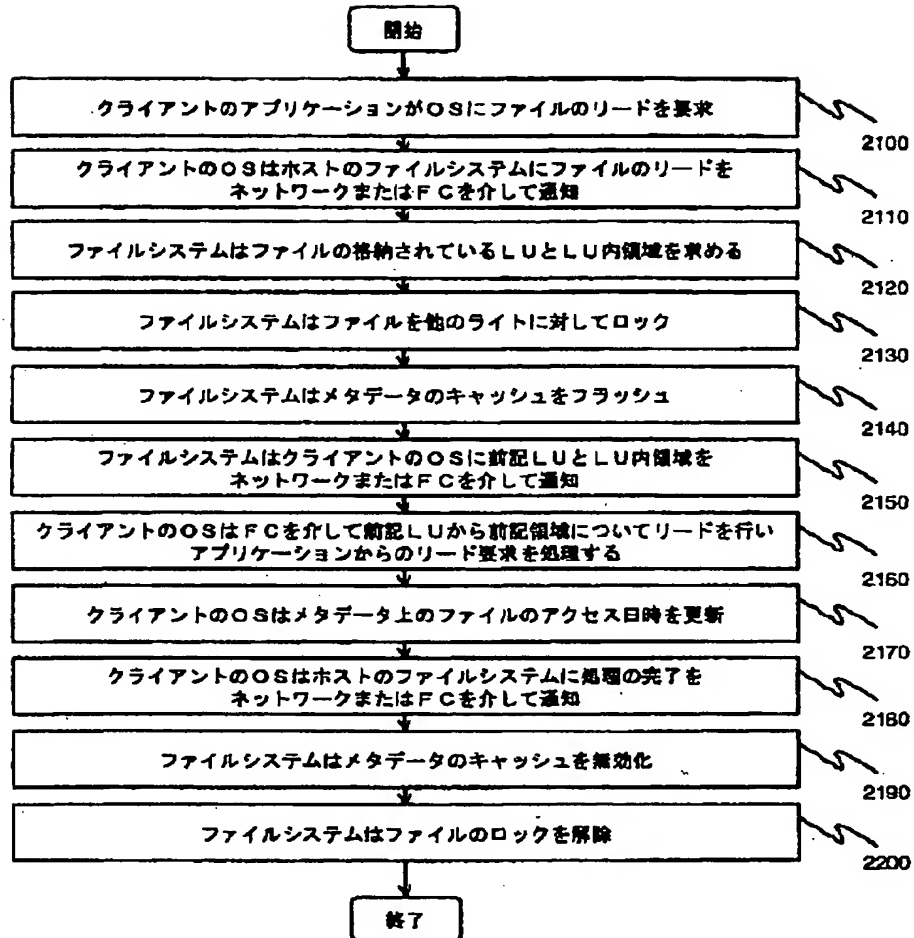 開始
クライアントのアプリケーションがOSにファイルのリードを要求
2100
クライアントのOSはホストのファイルシステムにファイルのリードを
ネットワークまたはFCを介して通知
2110
ファイルシステムはファイルの格納されているLUとLU内領域を求める
2120
ファイルシステムはファイルを他のライトに対してロック
2130
ファイルシステムはメタデータのキャッシュをフラッシュ
2140
ファイルシステムはクライアントのOSに前記LUとLU内領域を
ネットワークまたはFCを介して通知
2150
クライアントのOSはFCを介して前記LUから前記領域についてリードを行い
アプリケーションからのリード要求を処理する
2160
クライアントのOSはメタデータ上のファイルのアクセス日時を更新
2170
クライアントのOSはホストのファイルシステムに処理の完了を
ネットワークまたはFCを介して通知
2180
ファイルシステムはメタデータのキャッシュを無効化
2190
ファイルシステムはファイルのロックを解除
2200
終了